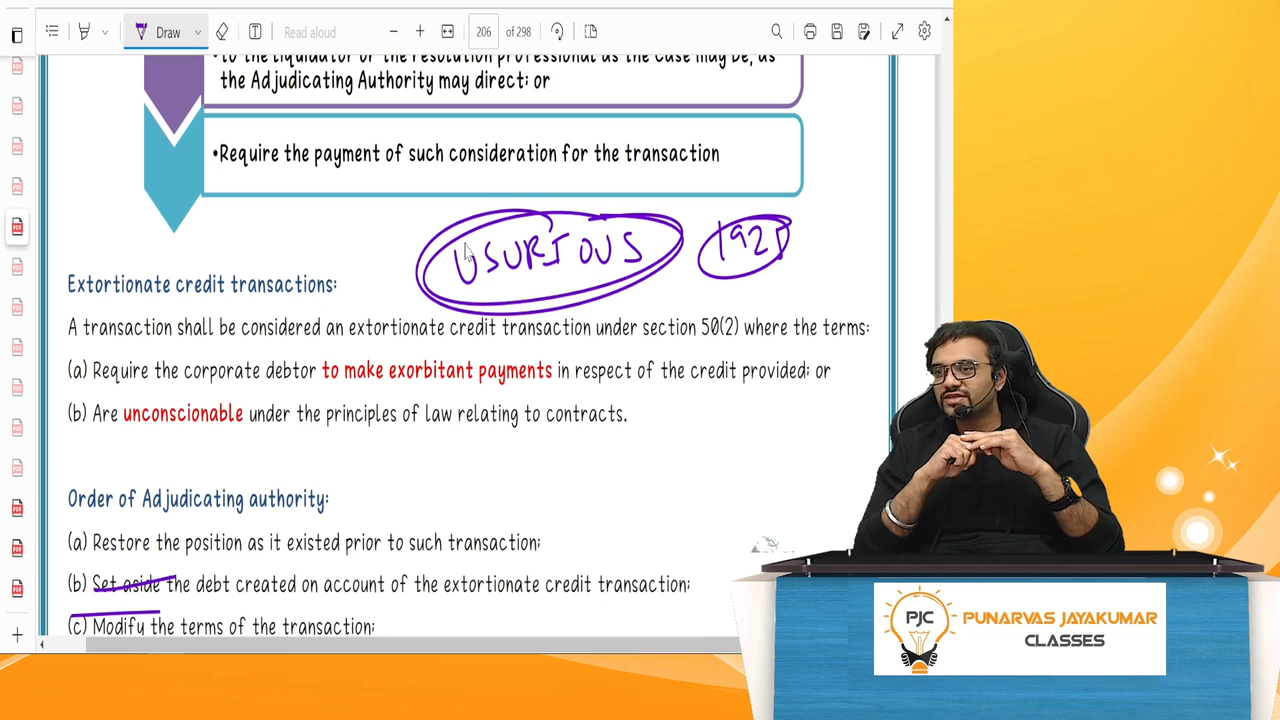 Draw
Read aloud
206 of 298
•to the liquidator or the resolution professional as the case may be, as
the Adjudicating Authority may direct; or
•Require the payment of such consideration for the transaction
USURIOUS 1921
Extortionate credit transactions:
A transaction shall be considered an extortionate credit transaction under section 50(2) where the terms:
(a) Require the corporate debtor to make exorbitant payments in respect of the credit provided; or
(b) Are unconscionable under the principles of law relating to contracts.
Order of Adjudicating authority:
(a) Restore the position as it existed prior to such transaction;
(b) Set aside the debt created on account of the extortionate credit transaction;
(c) Modify the terms of the transaction;
PJC
PUNARVAS JAYAKUMAR
CLASSES